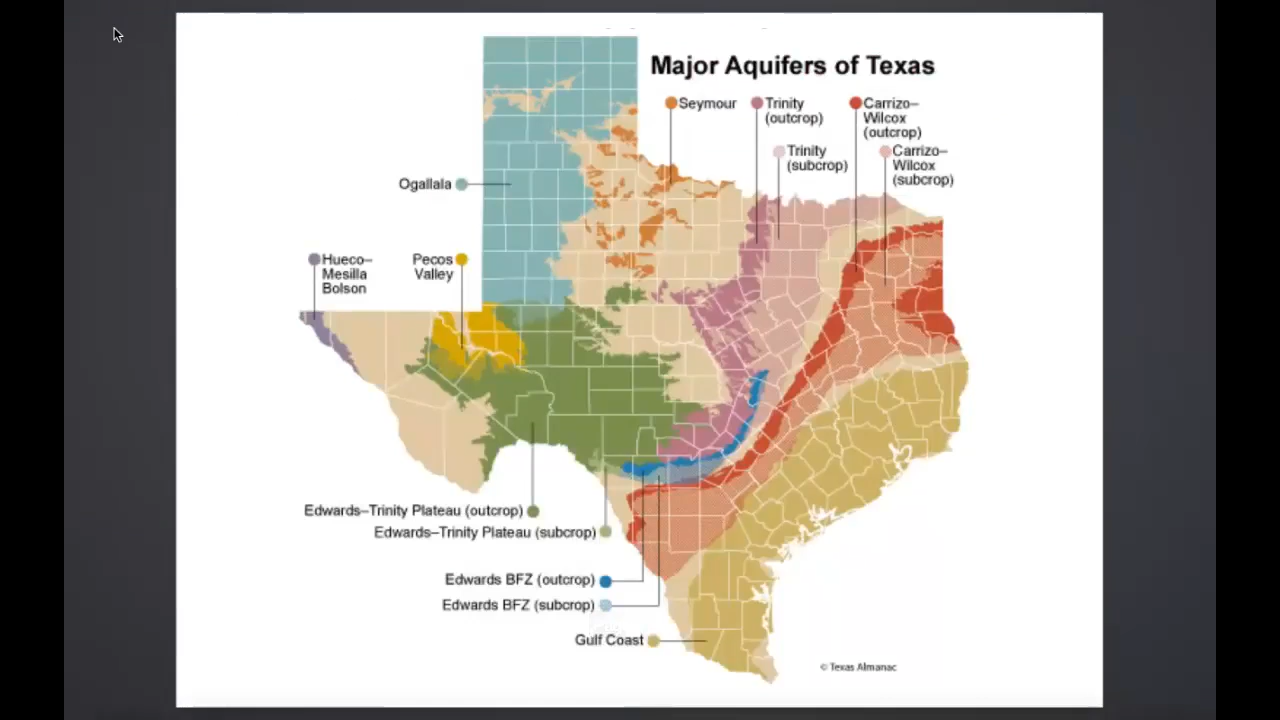 Major Aquifers of Texas
Seymour
Trinity
(outcrop)
Carrizo–
Wilcox
(outcrop)
Trinity
(subcrop)
Carrizo–
Wilcox
(subcrop)
Ogallala
Hueco–
Mesilla
Bolson
Pecos
Valley
Edwards–Trinity Plateau (outcrop)
Edwards–Trinity Plateau (subcrop)
Edwards BFZ (outcrop)
Edwards BFZ (subcrop)
Gulf Coast
© Texas Almanac